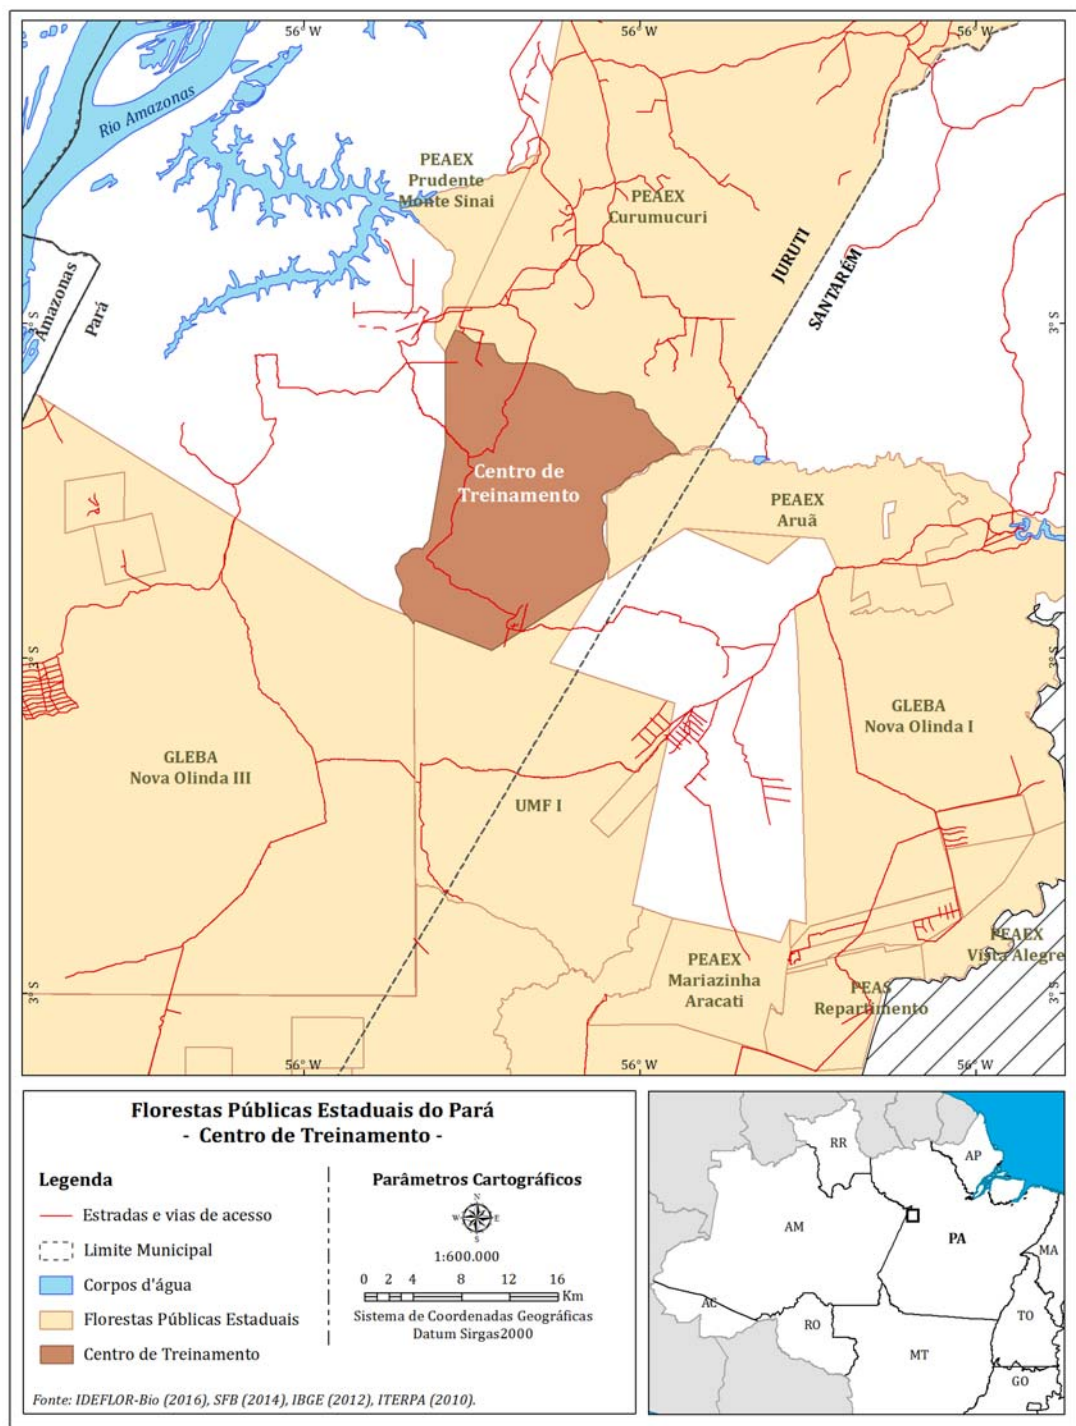 56° W
56° W
56° W
Rio Amazonas
PEAEX
Prudente
Monte Sinai
PEAEX
Curumucuri
JURUTI
SANTARÉM
Amazonas
Pará
3° S
3° S
Centro de
Treinamento
PEAEX
Aruã
3° S
3° S
GLEBA
Nova Olinda I
GLEBA
Nova Olinda III
UMF I
PEAEX
Vista Alegre
PEAEX
Mariazinha
Aracati
PEAS
Repartimento
3° S
3° S
56° W
56° W
56° W
Florestas Públicas Estaduais do Pará
- Centro de Treinamento -
Legenda
Estradas e vias de acesso
Limite Municipal
Corpos d'água
Florestas Públicas Estaduais
Centro de Treinamento
Parâmetros Cartográficos
N
W E
S
1:600.000
0 2 4 8 12 16
Km
Sistema de Coordenadas Geográficas
Datum Sirgas2000
Fonte: IDEFLOR-Bio (2016), SFB (2014), IBGE (2012), ITERPA (2010).
RR
AP
AM
PA
MA
AC
RO
TO
MT
GO